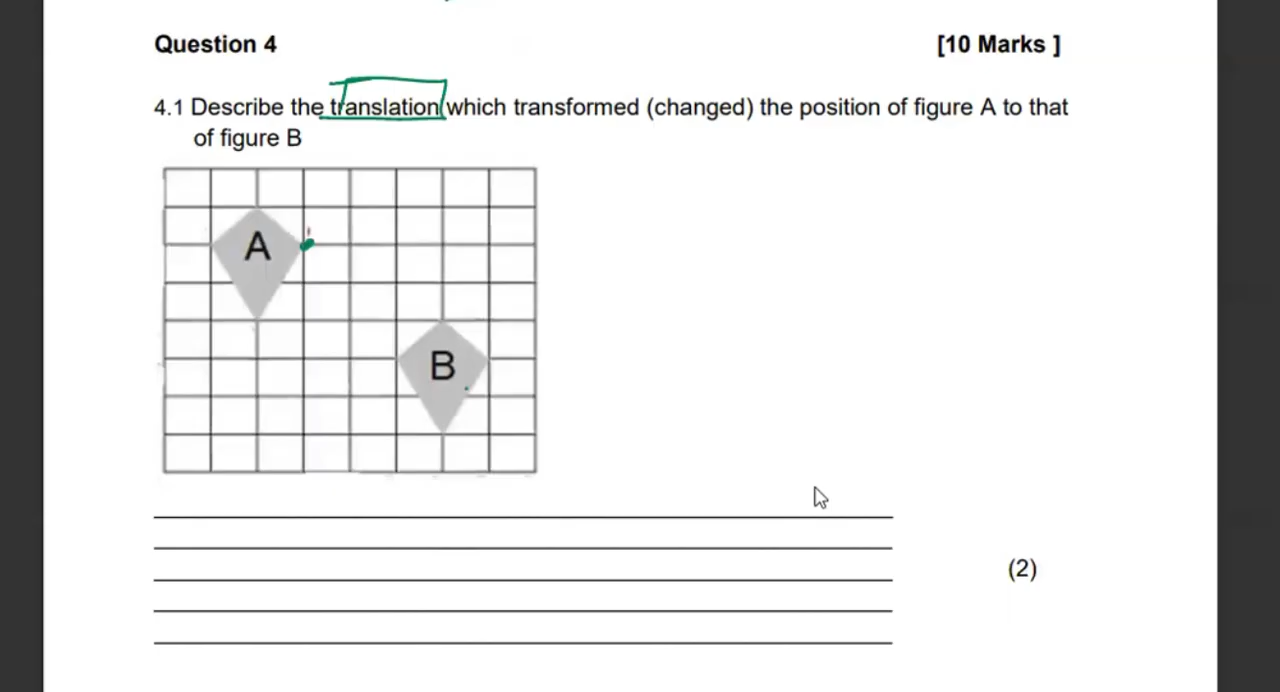 Question 4 [10 Marks ]
4.1 Describe the translation which transformed (changed) the position of figure A to that
of figure B
A
B
(2)